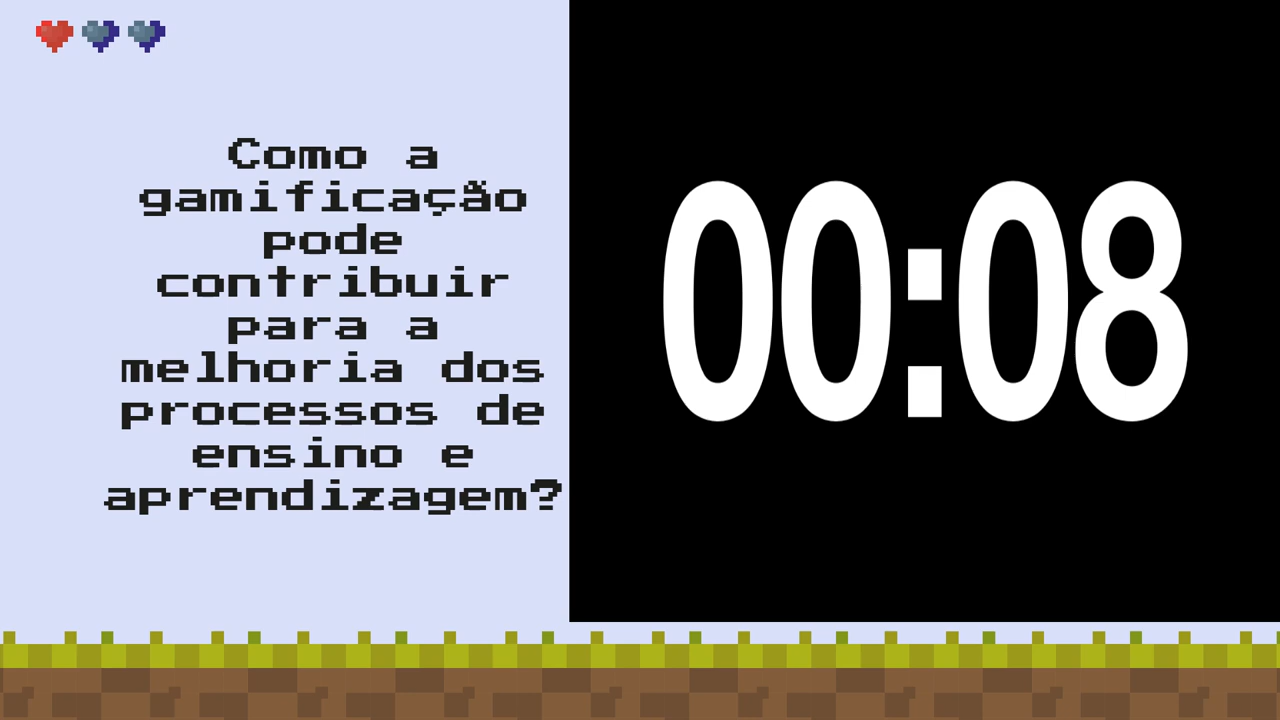 Como a
gamificação
pode
contribuir
para a
melhoria dos
processos de
ensino e
aprendizagem?
00:08